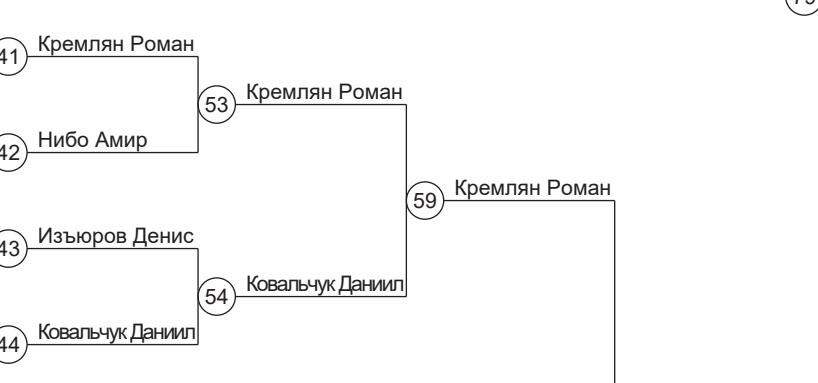 41 Кремлян Роман
53 Кремлян Роман
42 Нибо Амир
59 Кремлян Роман
43 Изъюров Денис
54 Ковальчук Даниил
44 Ковальчук Даниил